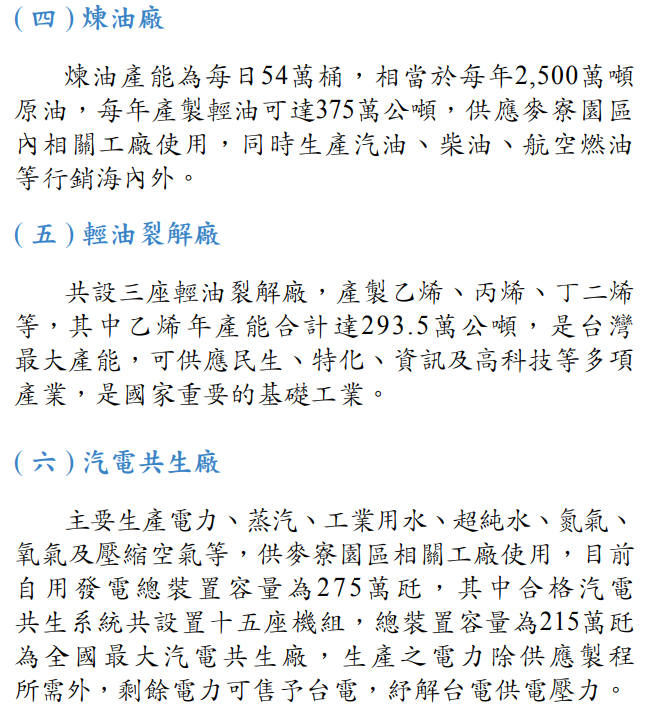 (四)煉油廠
煉油產能為每日54萬桶，相當於每年2,500萬噸
原油，每年產製輕油可達375萬公噸，供應麥寮園區
內相關工廠使用，同時生產汽油、柴油、航空燃油
等行銷海內外。
(五)輕油裂解廠
共設三座輕油裂解廠，產製乙烯、丙烯、丁二烯
等，其中乙烯年產能合計達293.5萬公噸，是台灣
最大產能，可供應民生、特化、資訊及高科技等多項
產業，是國家重要的基礎工業。
(六)汽電共生廠
主要生產電力、蒸汽、工業用水、超純水、氮氣、
氧氣及壓縮空氣等，供麥寮園區相關工廠使用，目前
自用發電總裝置容量為275萬瓩，其中合格汽電
共生系統共設置十五座機組，總裝置容量為215萬瓩
為全國最大汽電共生廠，生產之電力除供應製程
所需外，剩餘電力可售予台電，紓解台電供電壓力。